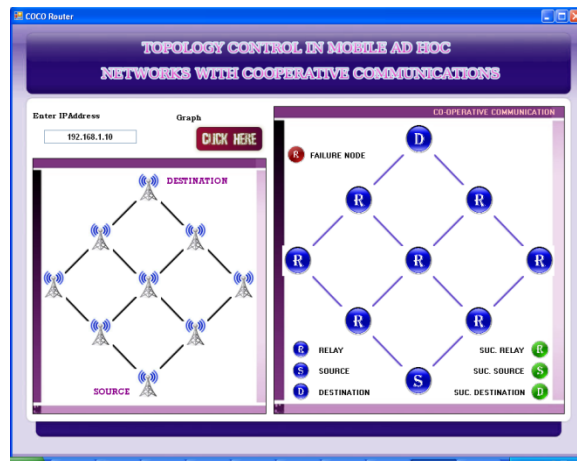 COCO Router
TOPOLOGY CONTROL IN MOBILE AD HOC
NETWORKS WITH COOPERATIVE COMMUNICATIONS
Enter IPAddress
Graph
192.168.1.10
CLICK HERE
DESTINATION
SOURCE
CO-OPERATIVE COMMUNICATION
R FAILURE NODE
D
R R
R R R
R R
S
R RELAY
S SOURCE
D DESTINATION
SUC. RELAY R
SUC. SOURCE S
SUC. DESTINATION D